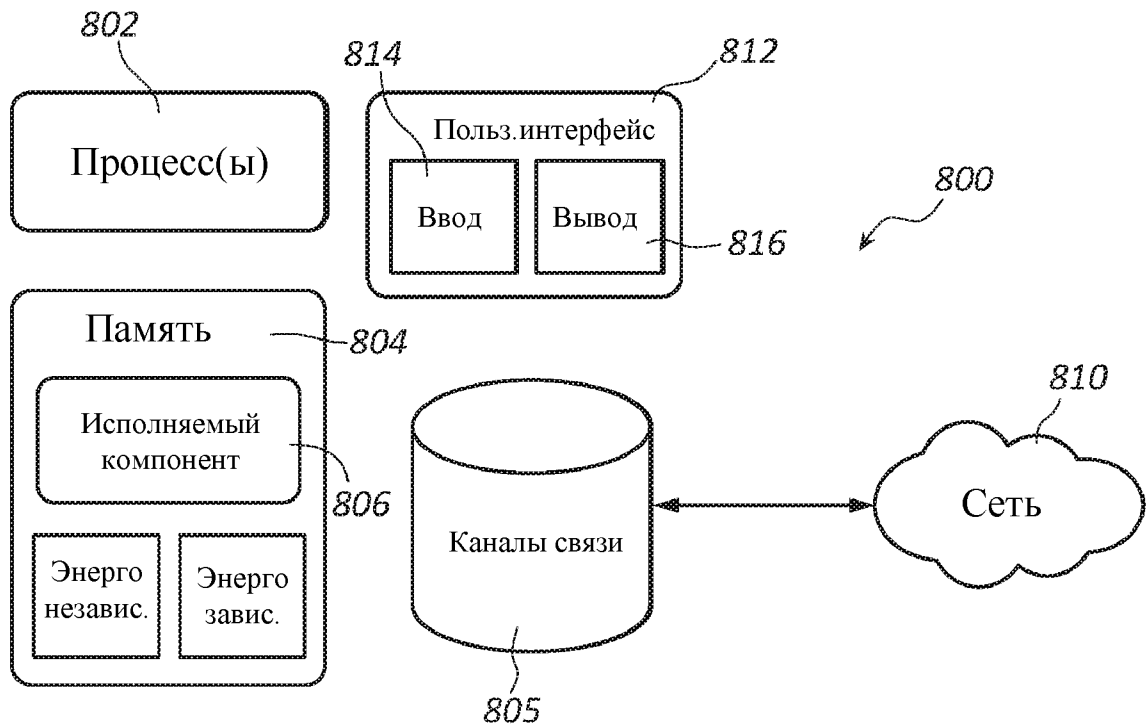 802
Процесс(ы)
814
812
Польз.интерфейс
Ввод
Вывод
816
800
Память
804
Исполняемый
компонент
806
Энерго
независ.
Энерго
завис.
Каналы связи
805
810
Сеть